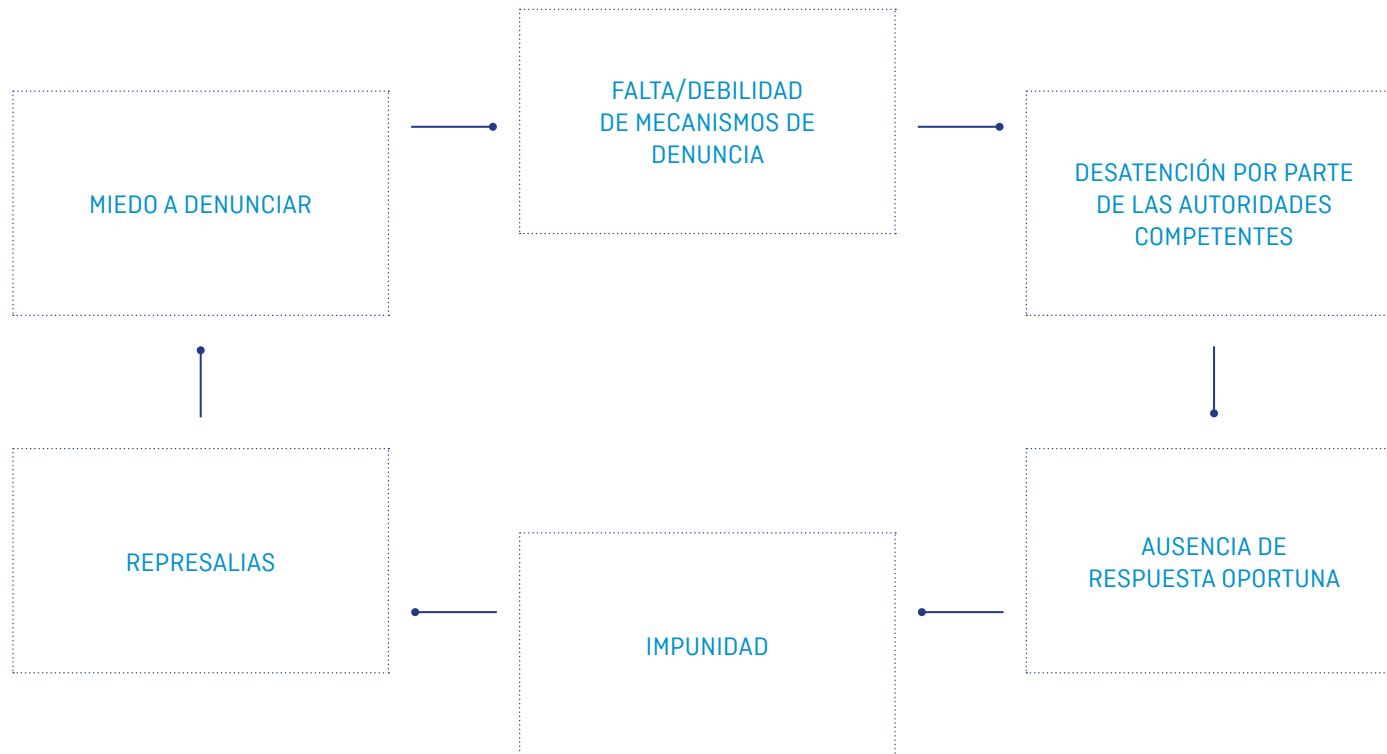 MIEDO A DENUNCIAR
FALTA/DEBILIDAD
DE MECANISMOS DE
DENUNCIA
DESATENCIÓN POR PARTE
DE LAS AUTORIDADES
COMPETENTES
AUSENCIA DE
RESPUESTA OPORTUNA
IMPUNIDAD
REPRESALIAS